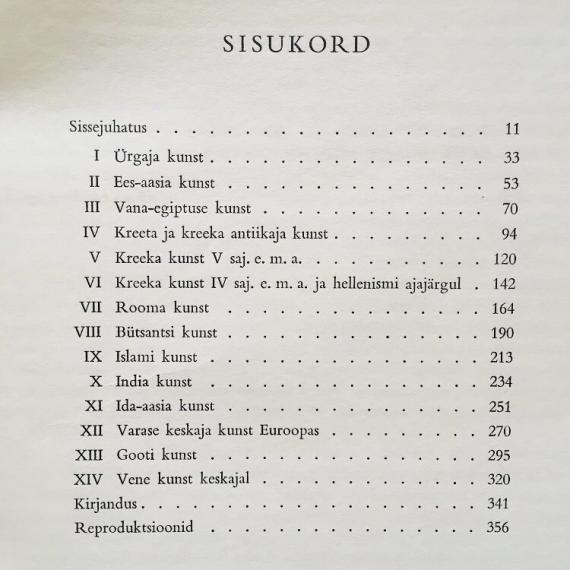 SISUKORD
Sissejuhatus . . . . . . . . . . . . . . . . . . 11
I Ürgaja kunst . . . . . . . . . . . . . . . . 33
II Ees-aasia kunst . . . . . . . . . . . . . . . 53
III Vana-egiptuse kunst . . . . . . . . . . . . . 70
IV Kreeta ja kreeka antiikaja kunst . . . . . . . . . 94
V Kreeka kunst V saj. e. m. a. . . . . . . . . . . 120
VI Kreeka kunst IV saj. e. m. a. ja hellenismi ajajärgul . 142
VII Rooma kunst . . . . . . . . . . . . . . . 164
VIII Bütsantsi kunst . . . . . . . . . . . . . . 190
IX Islami kunst . . . . . . . . . . . . . . . 213
X India kunst . . . . . . . . . . . . . . . 234
XI Ida-aasia kunst . . . . . . . . . . . . . . 251
XII Varase keskaja kunst Euroopas . . . . . . . . 270
XIII Gooti kunst . . . . . . . . . . . . . . . 295
XIV Vene kunst keskajal . . . . . . . . . . . . 320
Kirjandus . . . . . . . . . . . . . . . . . . 341
Reproduktsioonid . . . . . . . . . . . . . . . 356